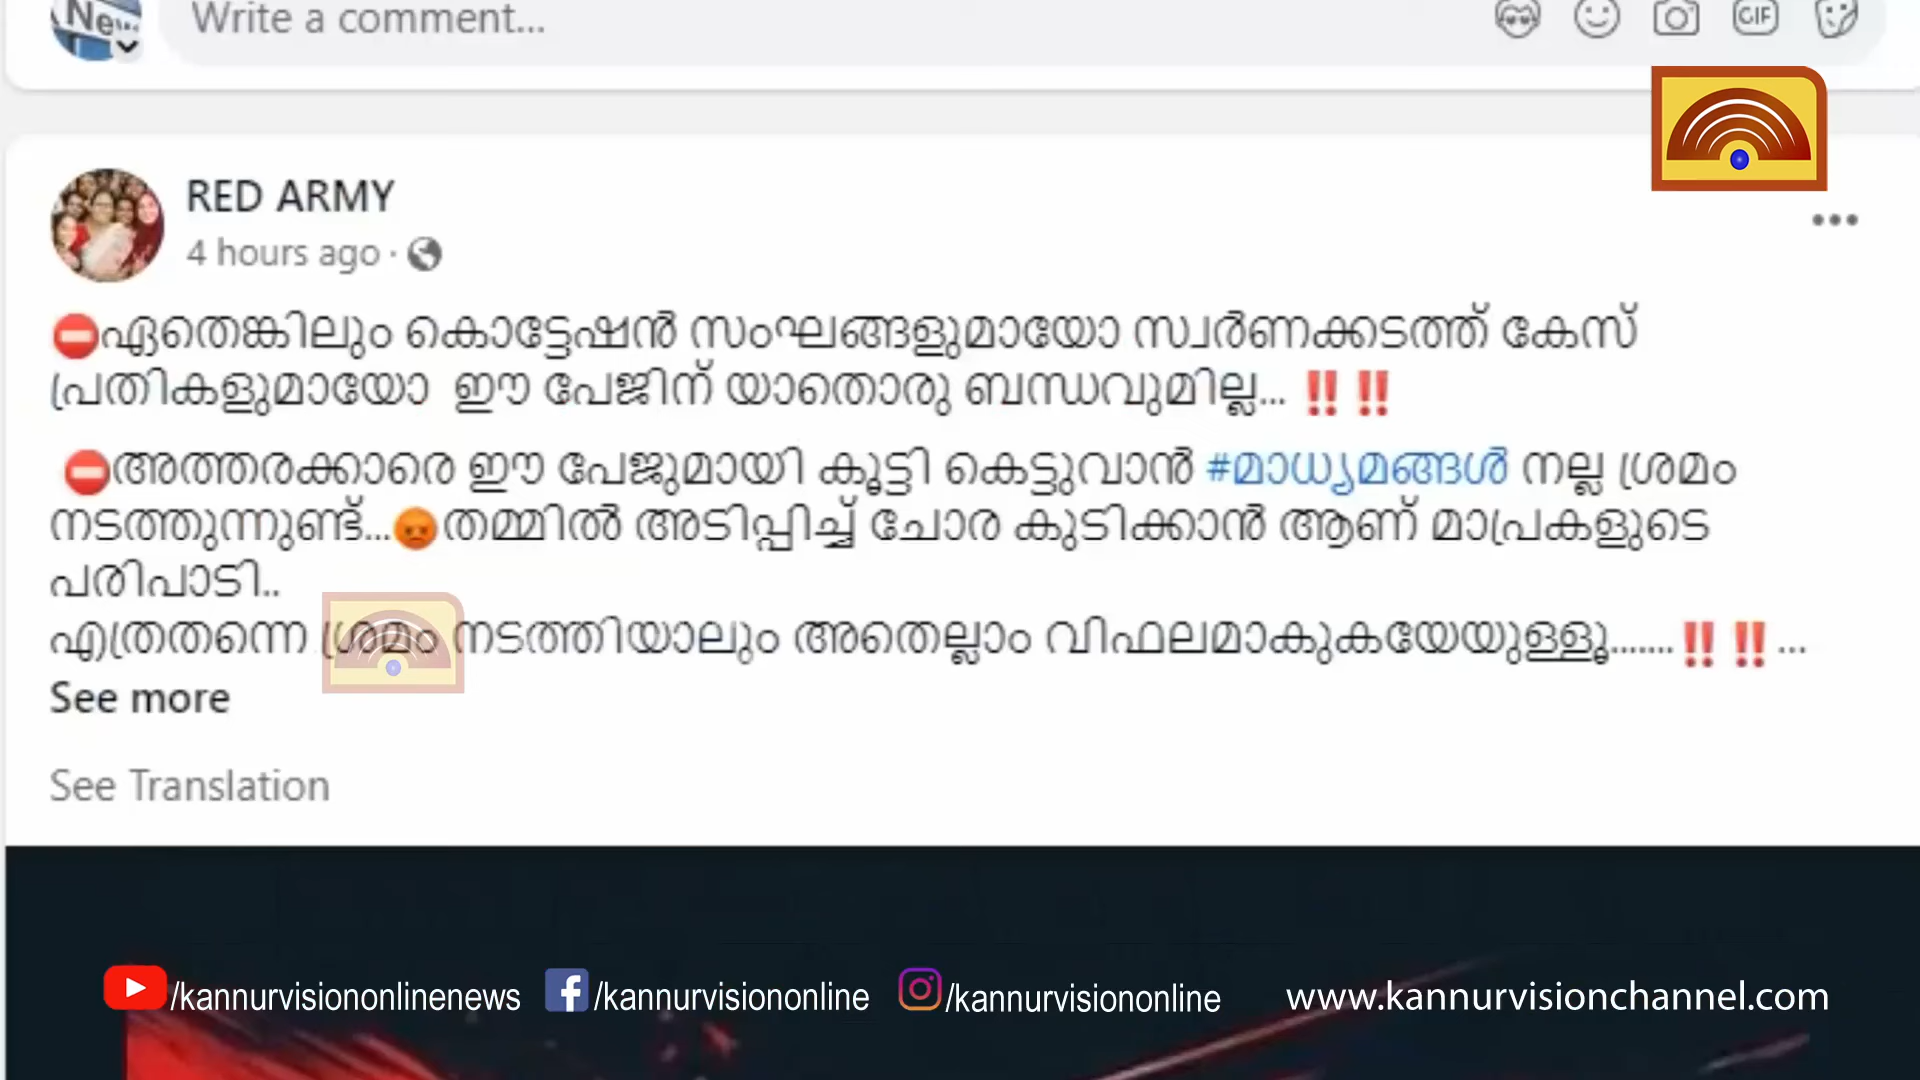 New...
Write a comment...
GIF
RED ARMY
4 hours ago ·
⛔ഏതെങ്കിലും കൊട്ടേഷൻ സംഘങ്ങളുമായോ സ്വർണക്കടത്ത് കേസ്
പ്രതികളുമായോ ഈ പേജിന് യാതൊരു ബന്ധവുമില്ല... ‼️ ‼️
⛔അത്തരക്കാരെ ഈ പേജുമായി കൂട്ടി കെട്ടുവാൻ #മാധ്യമങ്ങൾ നല്ല ശ്രമം
നടത്തുന്നുണ്ട്...😡തമ്മിൽ അടിപ്പിച്ച് ചോര കുടിക്കാൻ ആണ് മാപ്രകളുടെ
പരിപാടി..
എത്രതന്നെ ശ്രമം നടത്തിയാലും അതെല്ലാം വിഫലമാകുകയേയുള്ളൂ.......‼️ ‼️ ...
See more
See Translation
/kannurvisiononlinenews /kannurvisiononline /kannurvisiononline www.kannurvisionchannel.com